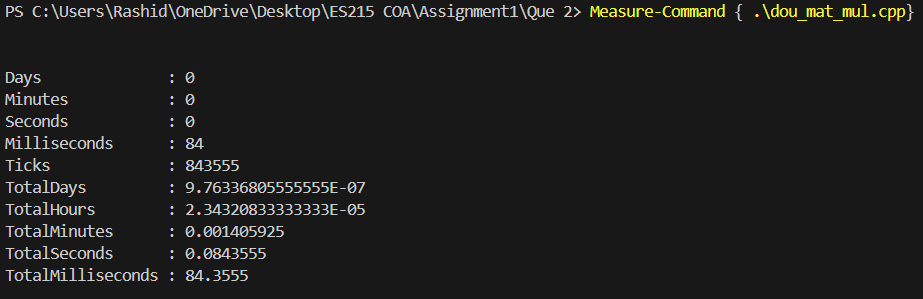 PS C:\Users\Rashid\OneDrive\Desktop\ES215 COA\Assignment1\Que 2> Measure-Command { .\dou_mat_mul.cpp}
Days : 0
Minutes : 0
Seconds : 0
Milliseconds : 84
Ticks : 843555
TotalDays : 9.76336805555555E-07
TotalHours : 2.34320833333333E-05
TotalMinutes : 0.001405925
TotalSeconds : 0.0843555
TotalMilliseconds : 84.3555